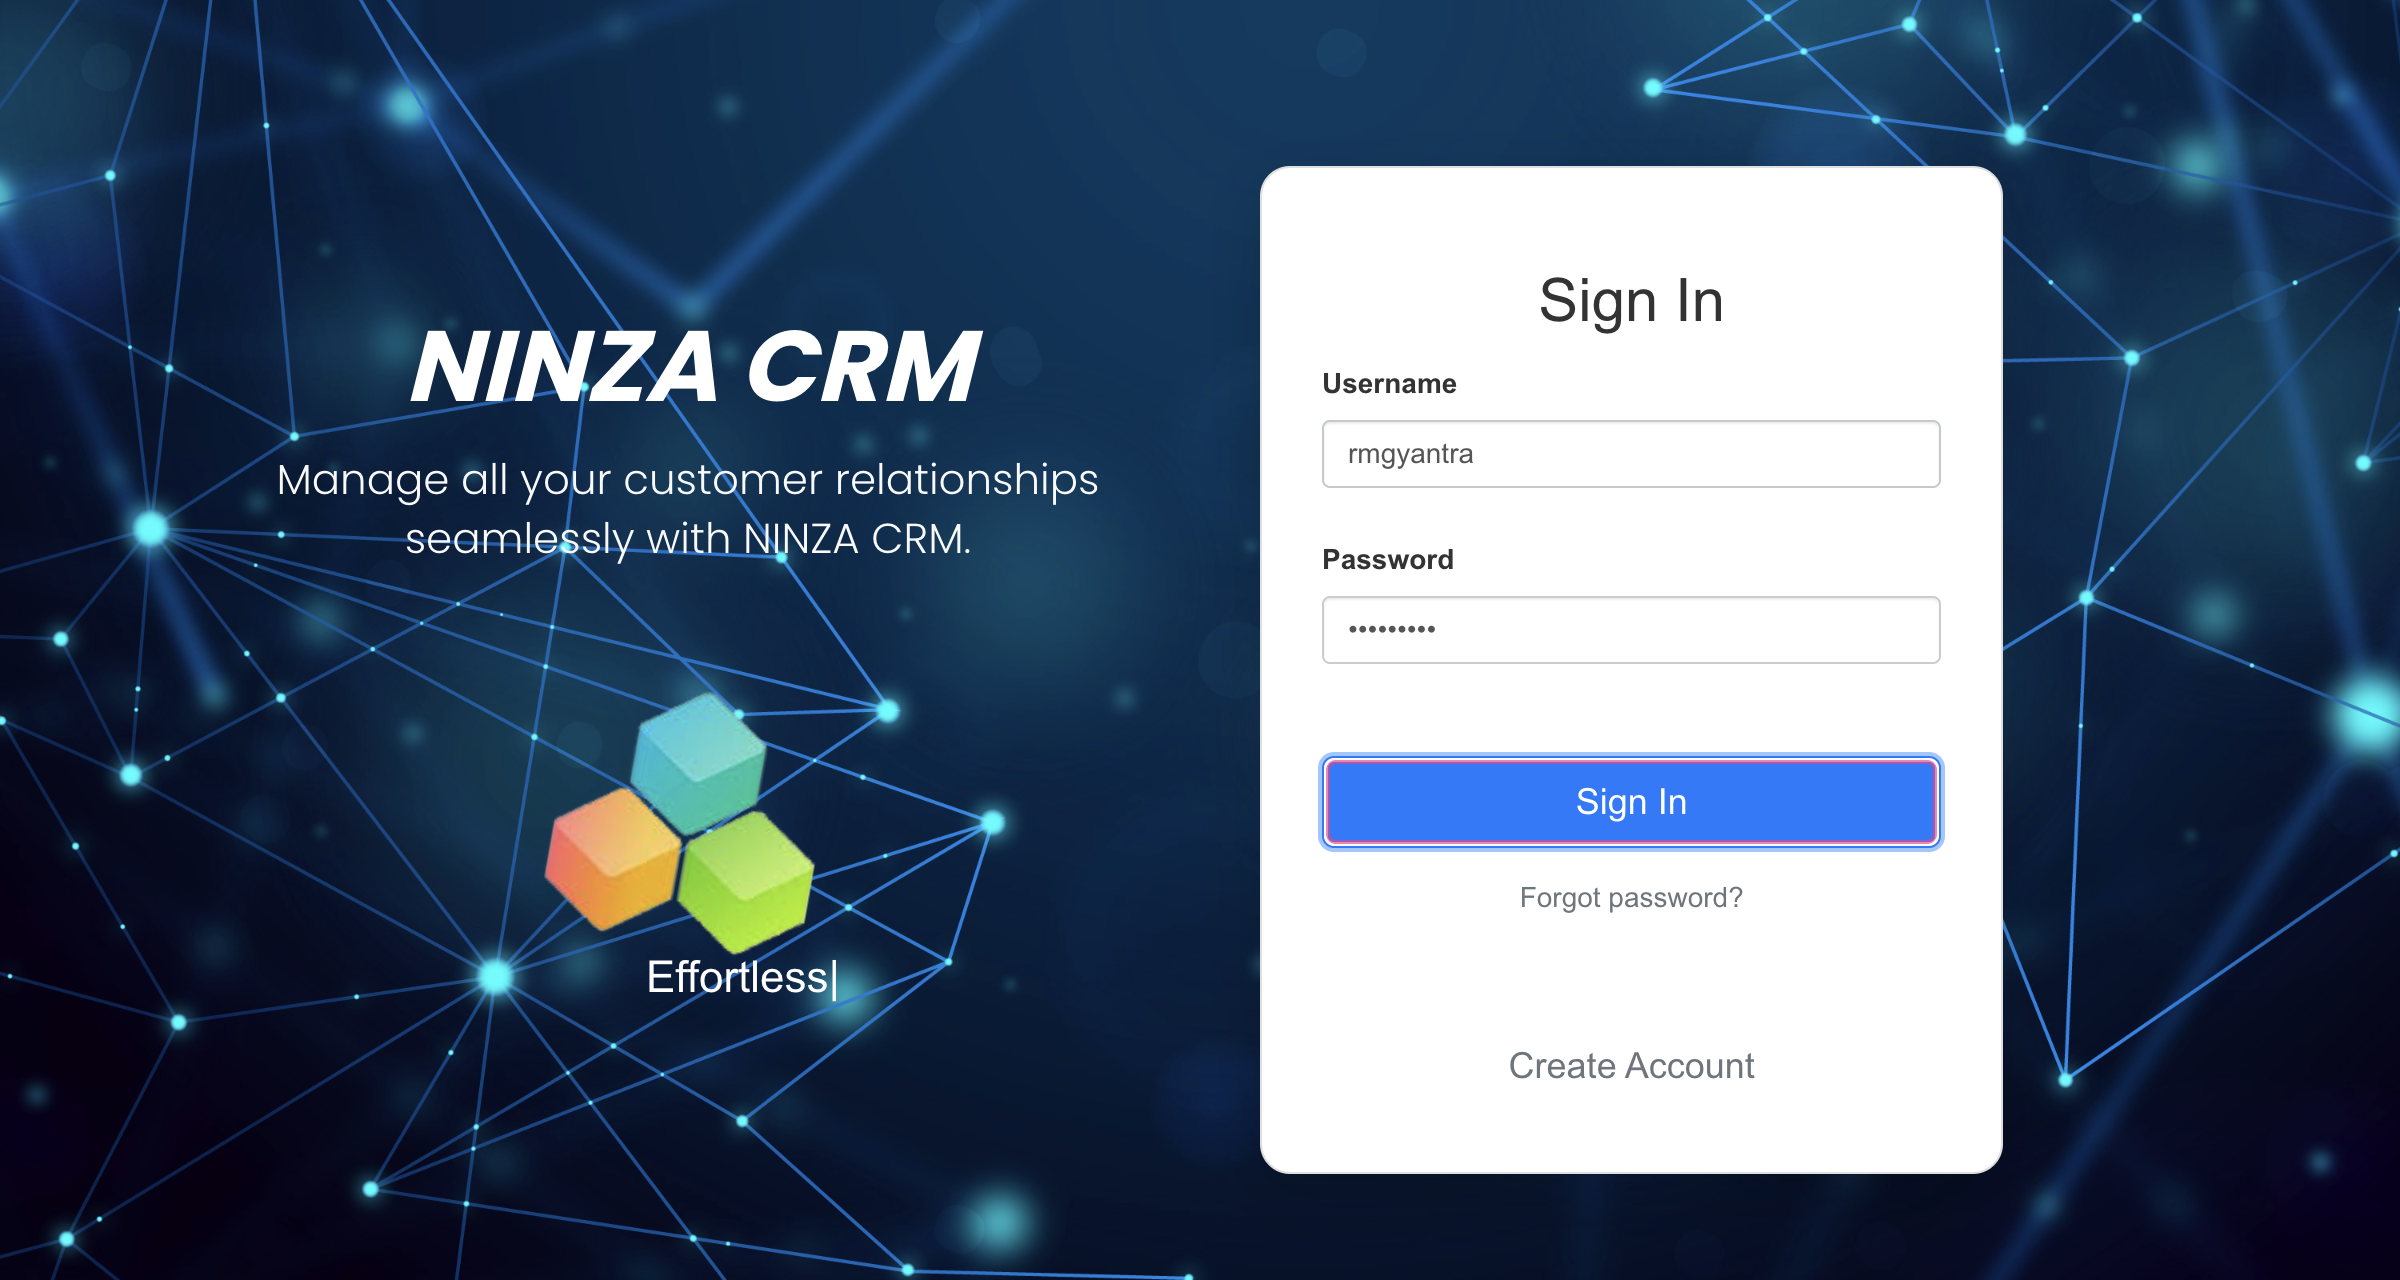 NINZA CRM
Manage all your customer relationships
seamlessly with NINZA CRM.
Effortless|
Sign In
Username
rmgyantra
Password
•••••••••
Sign In
Forgot password?
Create Account